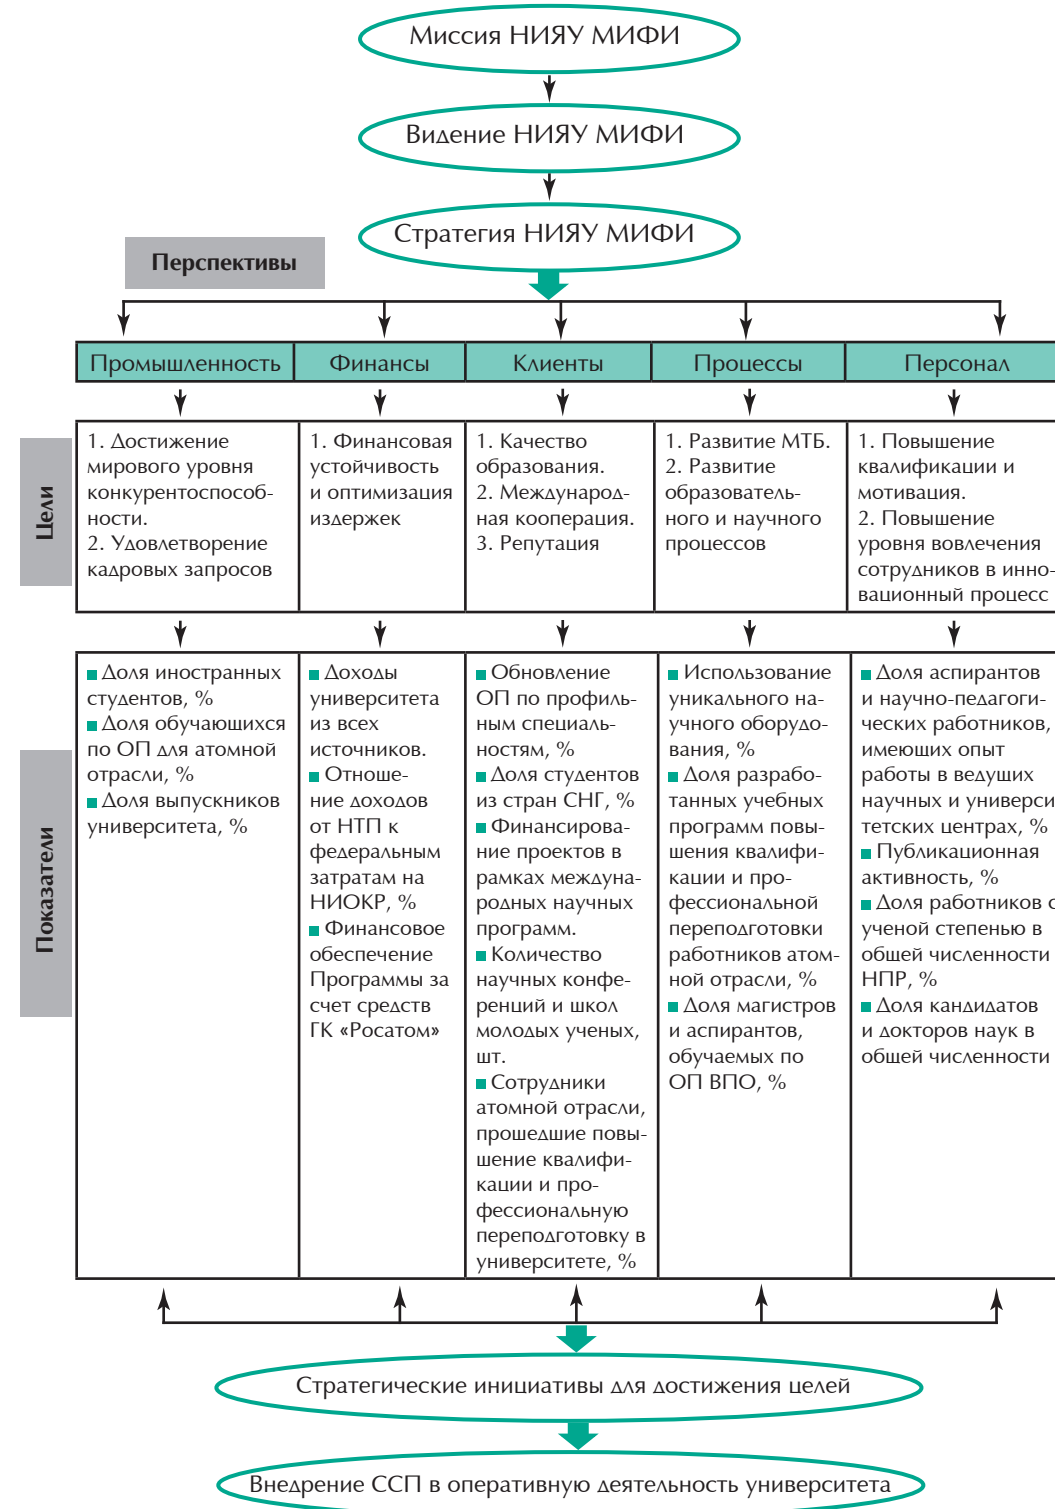 Миссия НИЯУ МИФИ
Видение НИЯУ МИФИ
Стратегия НИЯУ МИФИ
Перспективы
Промышленность
Финансы
Клиенты
Процессы
Персонал
Цели
1. Достижение
мирового уровня
конкурентоспособ-
ности.
2. Удовлетворение
кадровых запросов
1. Финансовая
устойчивость
и оптимизация
издержек
1. Качество
образования.
2. Международ-
ная кооперация.
3. Репутация
1. Развитие МТБ.
2. Развитие
образователь-
ного и научного
процессов
1. Повышение
квалификации и
мотивация.
2. Повышение
уровня вовлечения
сотрудников в инно-
вационный процесс
Показатели
Доля иностранных
студентов, %
Доля обучающихся
по ОП для атомной
отрасли, %
Доля выпускников
университета, %
Доходы
университета
из всех
источников.
Отноше-
ние доходов
от НТП к
федеральным
затратам на
НИОКР, %
Финансовое
обеспечение
Программы за
счет средств
ГК «Росатом»
Обновление
ОП по профиль-
ным специаль-
ностям, %
Доля студентов
из стран СНГ, %
Финансирова-
ние проектов в
рамках междуна-
родных научных
программ.
Количество
научных конфе-
ренций и школ
молодых ученых,
шт.
Сотрудники
атомной отрасли,
прошедшие повы-
шение квалифи-
кации и про-
фессиональную
переподготовку в
университете, %
Использование
уникального на-
учного оборудо-
вания, %
Доля разрабо-
танных учебных
программ повы-
шения квалифи-
кации и про-
фессиональной
переподготовки
работников атом-
ной отрасли, %
Доля магистров
и аспирантов,
обучаемых по
ОП ВПО, %
Доля аспирантов
и научно-педагоги-
ческих работников,
имеющих опыт
работы в ведущих
научных и универси-
тетских центрах, %
Публикационная
активность, %
Доля работников с
ученой степенью в
общей численности
НПР, %
Доля кандидатов
и докторов наук в
общей численности
Стратегические инициативы для достижения целей
Внедрение ССП в оперативную деятельность университета